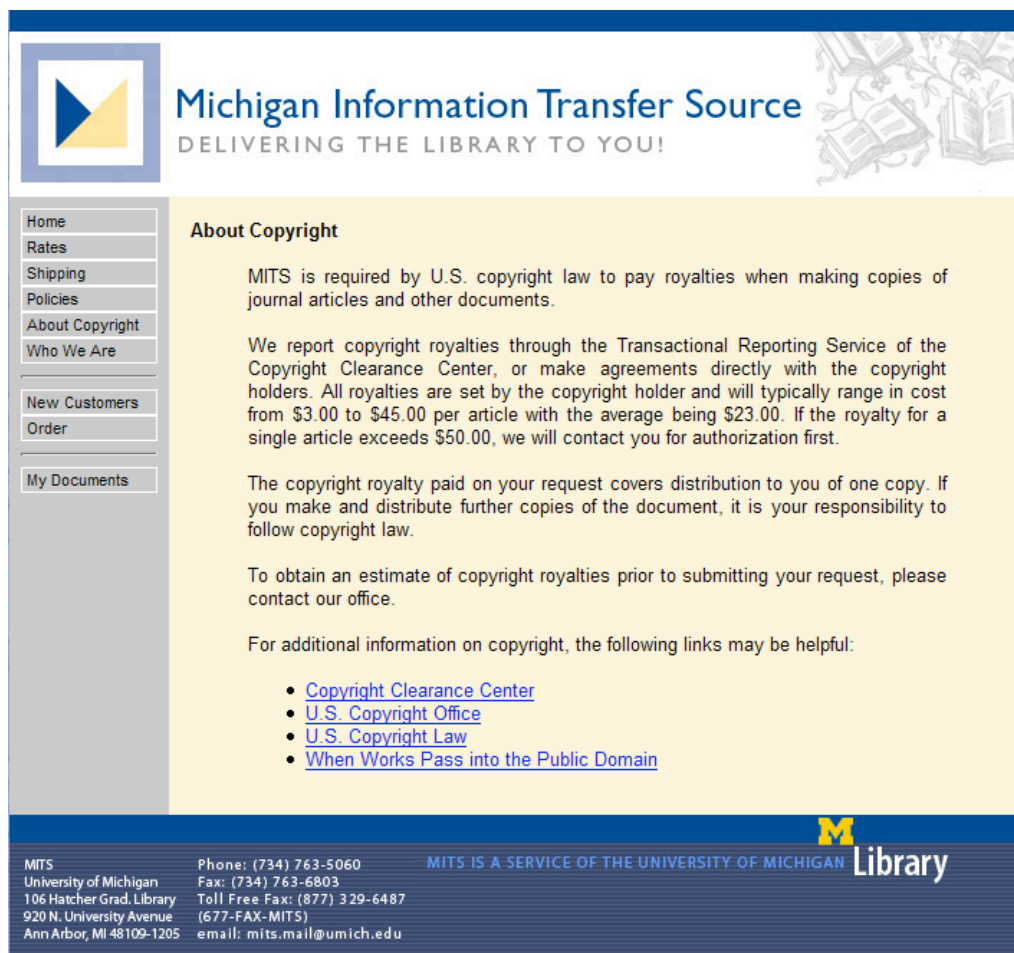 Michigan Information Transfer Source
DELIVERING THE LIBRARY TO YOU!
Home
Rates
Shipping
Policies
About Copyright
Who We Are
New Customers
Order
My Documents
About Copyright
MITS is required by U.S. copyright law to pay royalties when making copies of
journal articles and other documents.
We report copyright royalties through the Transactional Reporting Service of the
Copyright Clearance Center, or make agreements directly with the copyright
holders. All royalties are set by the copyright holder and will typically range in cost
from $3.00 to $45.00 per article with the average being $23.00. If the royalty for a
single article exceeds $50.00, we will contact you for authorization first.
The copyright royalty paid on your request covers distribution to you of one copy. If
you make and distribute further copies of the document, it is your responsibility to
follow copyright law.
To obtain an estimate of copyright royalties prior to submitting your request, please
contact our office.
For additional information on copyright, the following links may be helpful:
• Copyright Clearance Center
• U.S. Copyright Office
• U.S. Copyright Law
• When Works Pass into the Public Domain
MITS
University of Michigan
106 Hatcher Grad. Library
920 N. University Avenue
Ann Arbor, MI 48109-1205
Phone: (734) 763-5060
Fax: (734) 763-6803
Toll Free Fax: (877) 329-6487
(677-FAX-MITS)
email: mits.mail@umich.edu
MITS IS A SERVICE OF THE UNIVERSITY OF MICHIGAN
M
Library